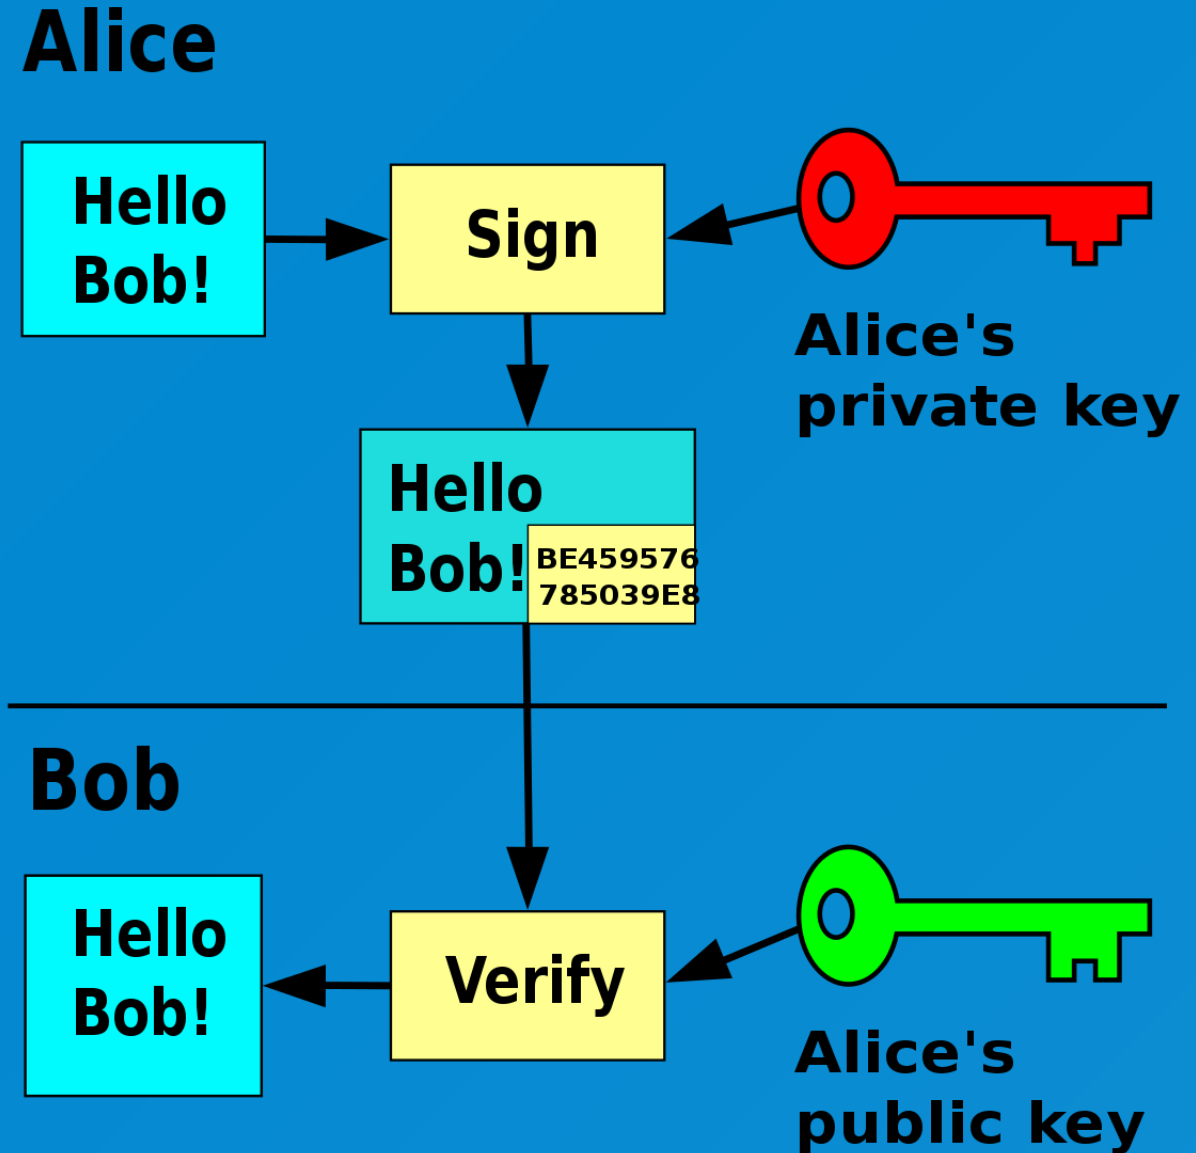 Alice
Hello
Bob!
Sign
Alice's
private key
Hello
Bob!
BE459576
785039E8
Bob
Hello
Bob!
Verify
Alice's
public key